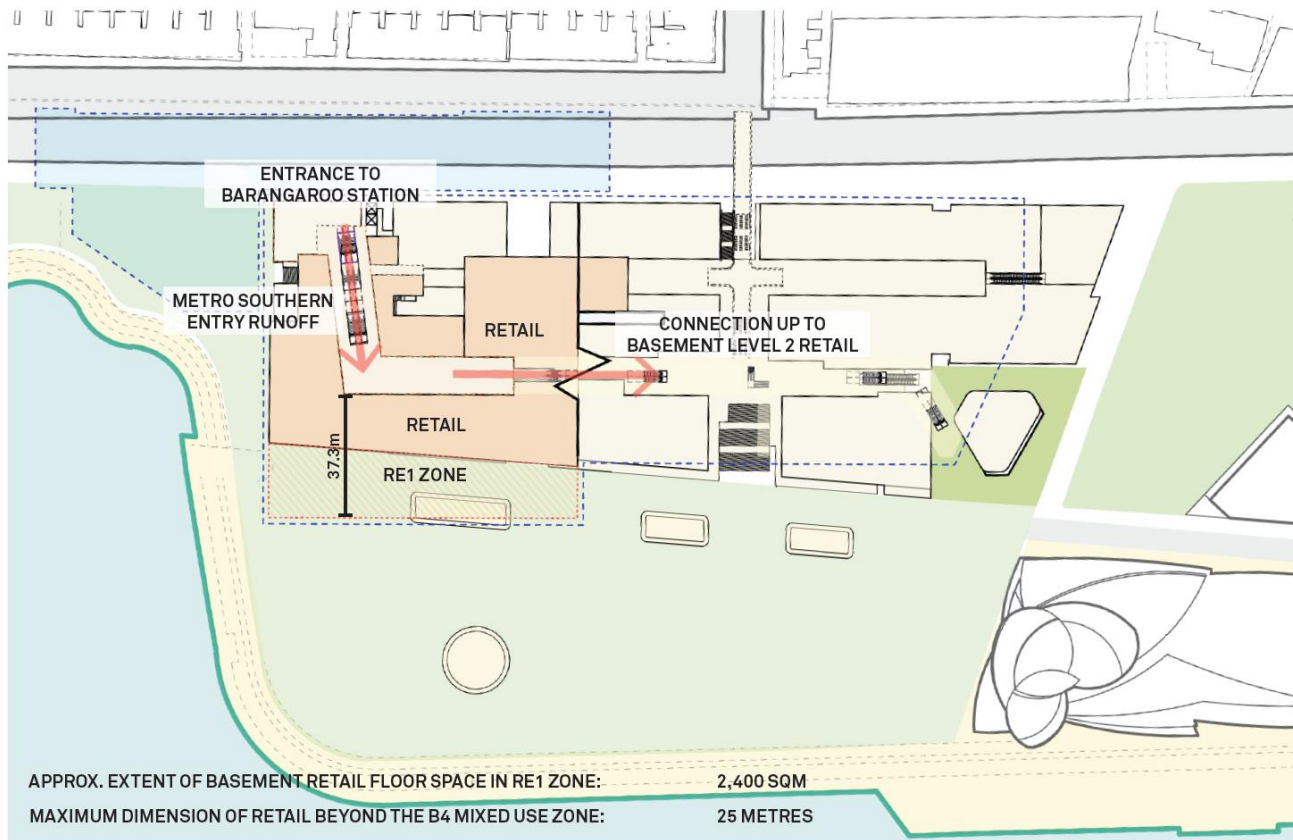 ENTRANCE TO
BARANGAROO STATION
METRO SOUTHERN
ENTRY RUNOFF
RETAIL
CONNECTION UP TO
BASEMENT LEVEL 2 RETAIL
RETAIL
37.3m
RE1 ZONE
APPROX. EXTENT OF BASEMENT RETAIL FLOOR SPACE IN RE1 ZONE: 2,400 SQM
MAXIMUM DIMENSION OF RETAIL BEYOND THE B4 MIXED USE ZONE: 25 METRES